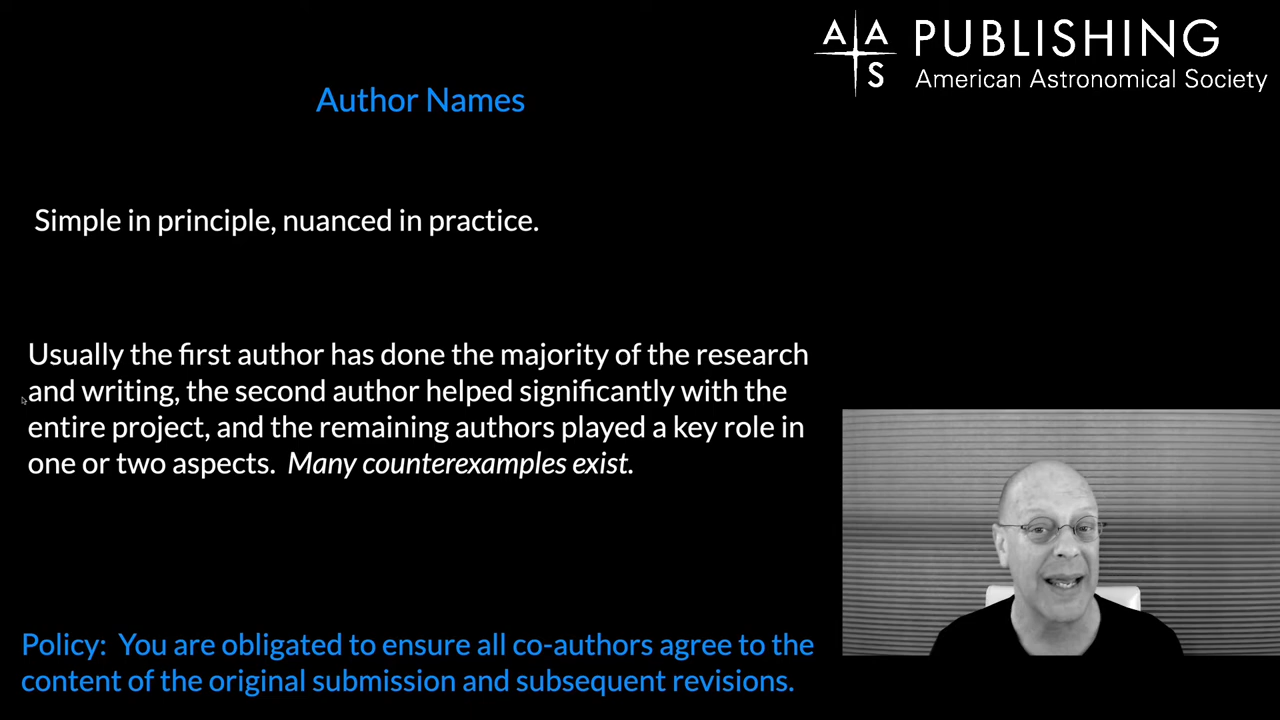 A A S PUBLISHING
American Astronomical Society
Author Names
Simple in principle, nuanced in practice.
Usually the first author has done the majority of the research
and writing, the second author helped significantly with the
entire project, and the remaining authors played a key role in
one or two aspects. Many counterexamples exist.
Policy: You are obligated to ensure all co-authors agree to the
content of the original submission and subsequent revisions.